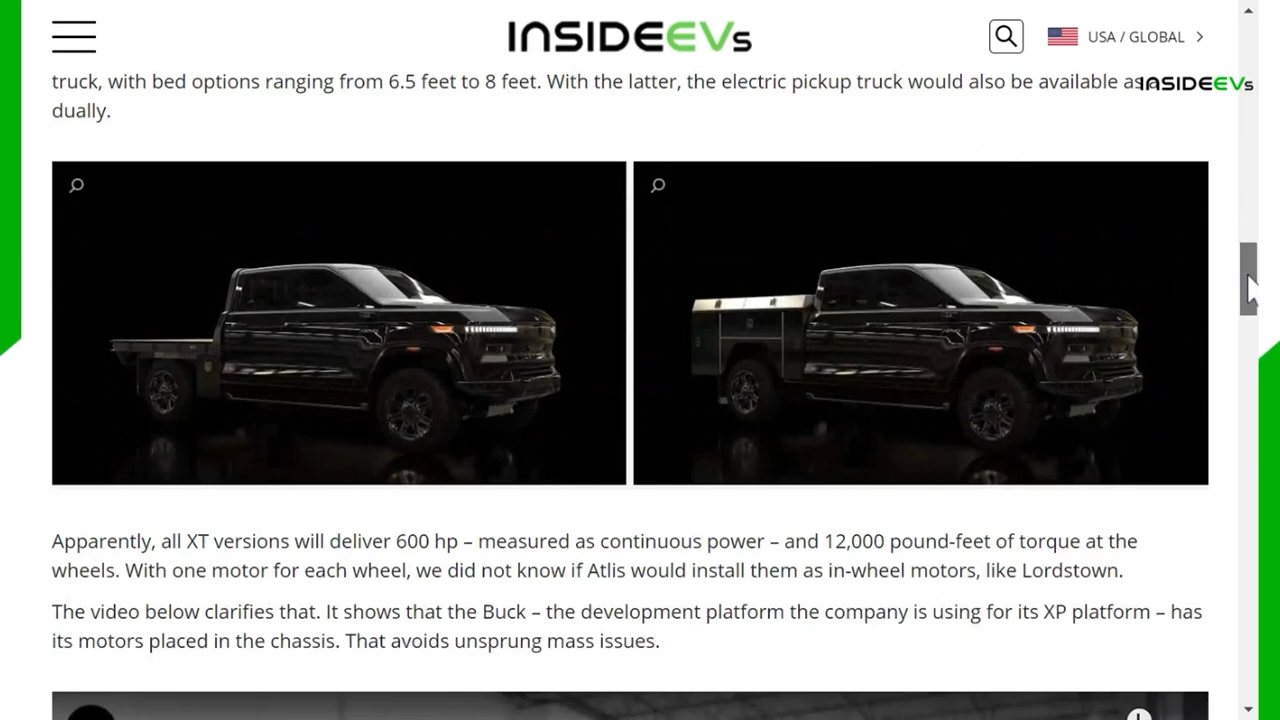 INSIDEEVs
USA / GLOBAL
truck, with bed options ranging from 6.5 feet to 8 feet. With the latter, the electric pickup truck would also be available as
INSIDEEVs
dually.
Apparently, all XT versions will deliver 600 hp – measured as continuous power – and 12,000 pound-feet of torque at the
wheels. With one motor for each wheel, we did not know if Atlis would install them as in-wheel motors, like Lordstown.
The video below clarifies that. It shows that the Buck – the development platform the company is using for its XP platform – has
its motors placed in the chassis. That avoids unsprung mass issues.